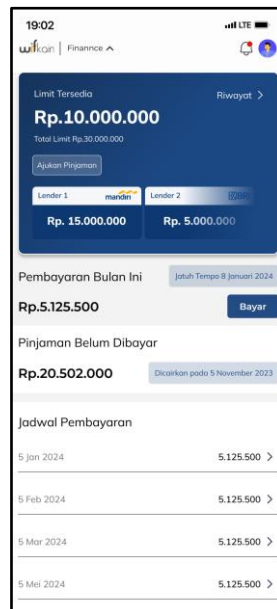 19:02
LTE
wifkain | Finannce
Limit Tersedia
Riwayat >
Rp.10.000.000
Total Limit Rp.30.000.000
Ajukan Pinjaman
Lender 1
mandiri
Lender 2
Rp. 15.000.000
Rp. 5.000.000
Pembayaran Bulan Ini
Jatuh Tempo 8 Januari 2024
Rp.5.125.500
Bayar
Pinjaman Belum Dibayar
Rp.20.502.000
Dicairkan pada 5 November 2023
Jadwal Pembayaran
5 Jan 2024
5.125.500 >
5 Feb 2024
5.125.500 >
5 Mar 2024
5.125.500 >
5 Mei 2024
5.125.500 >